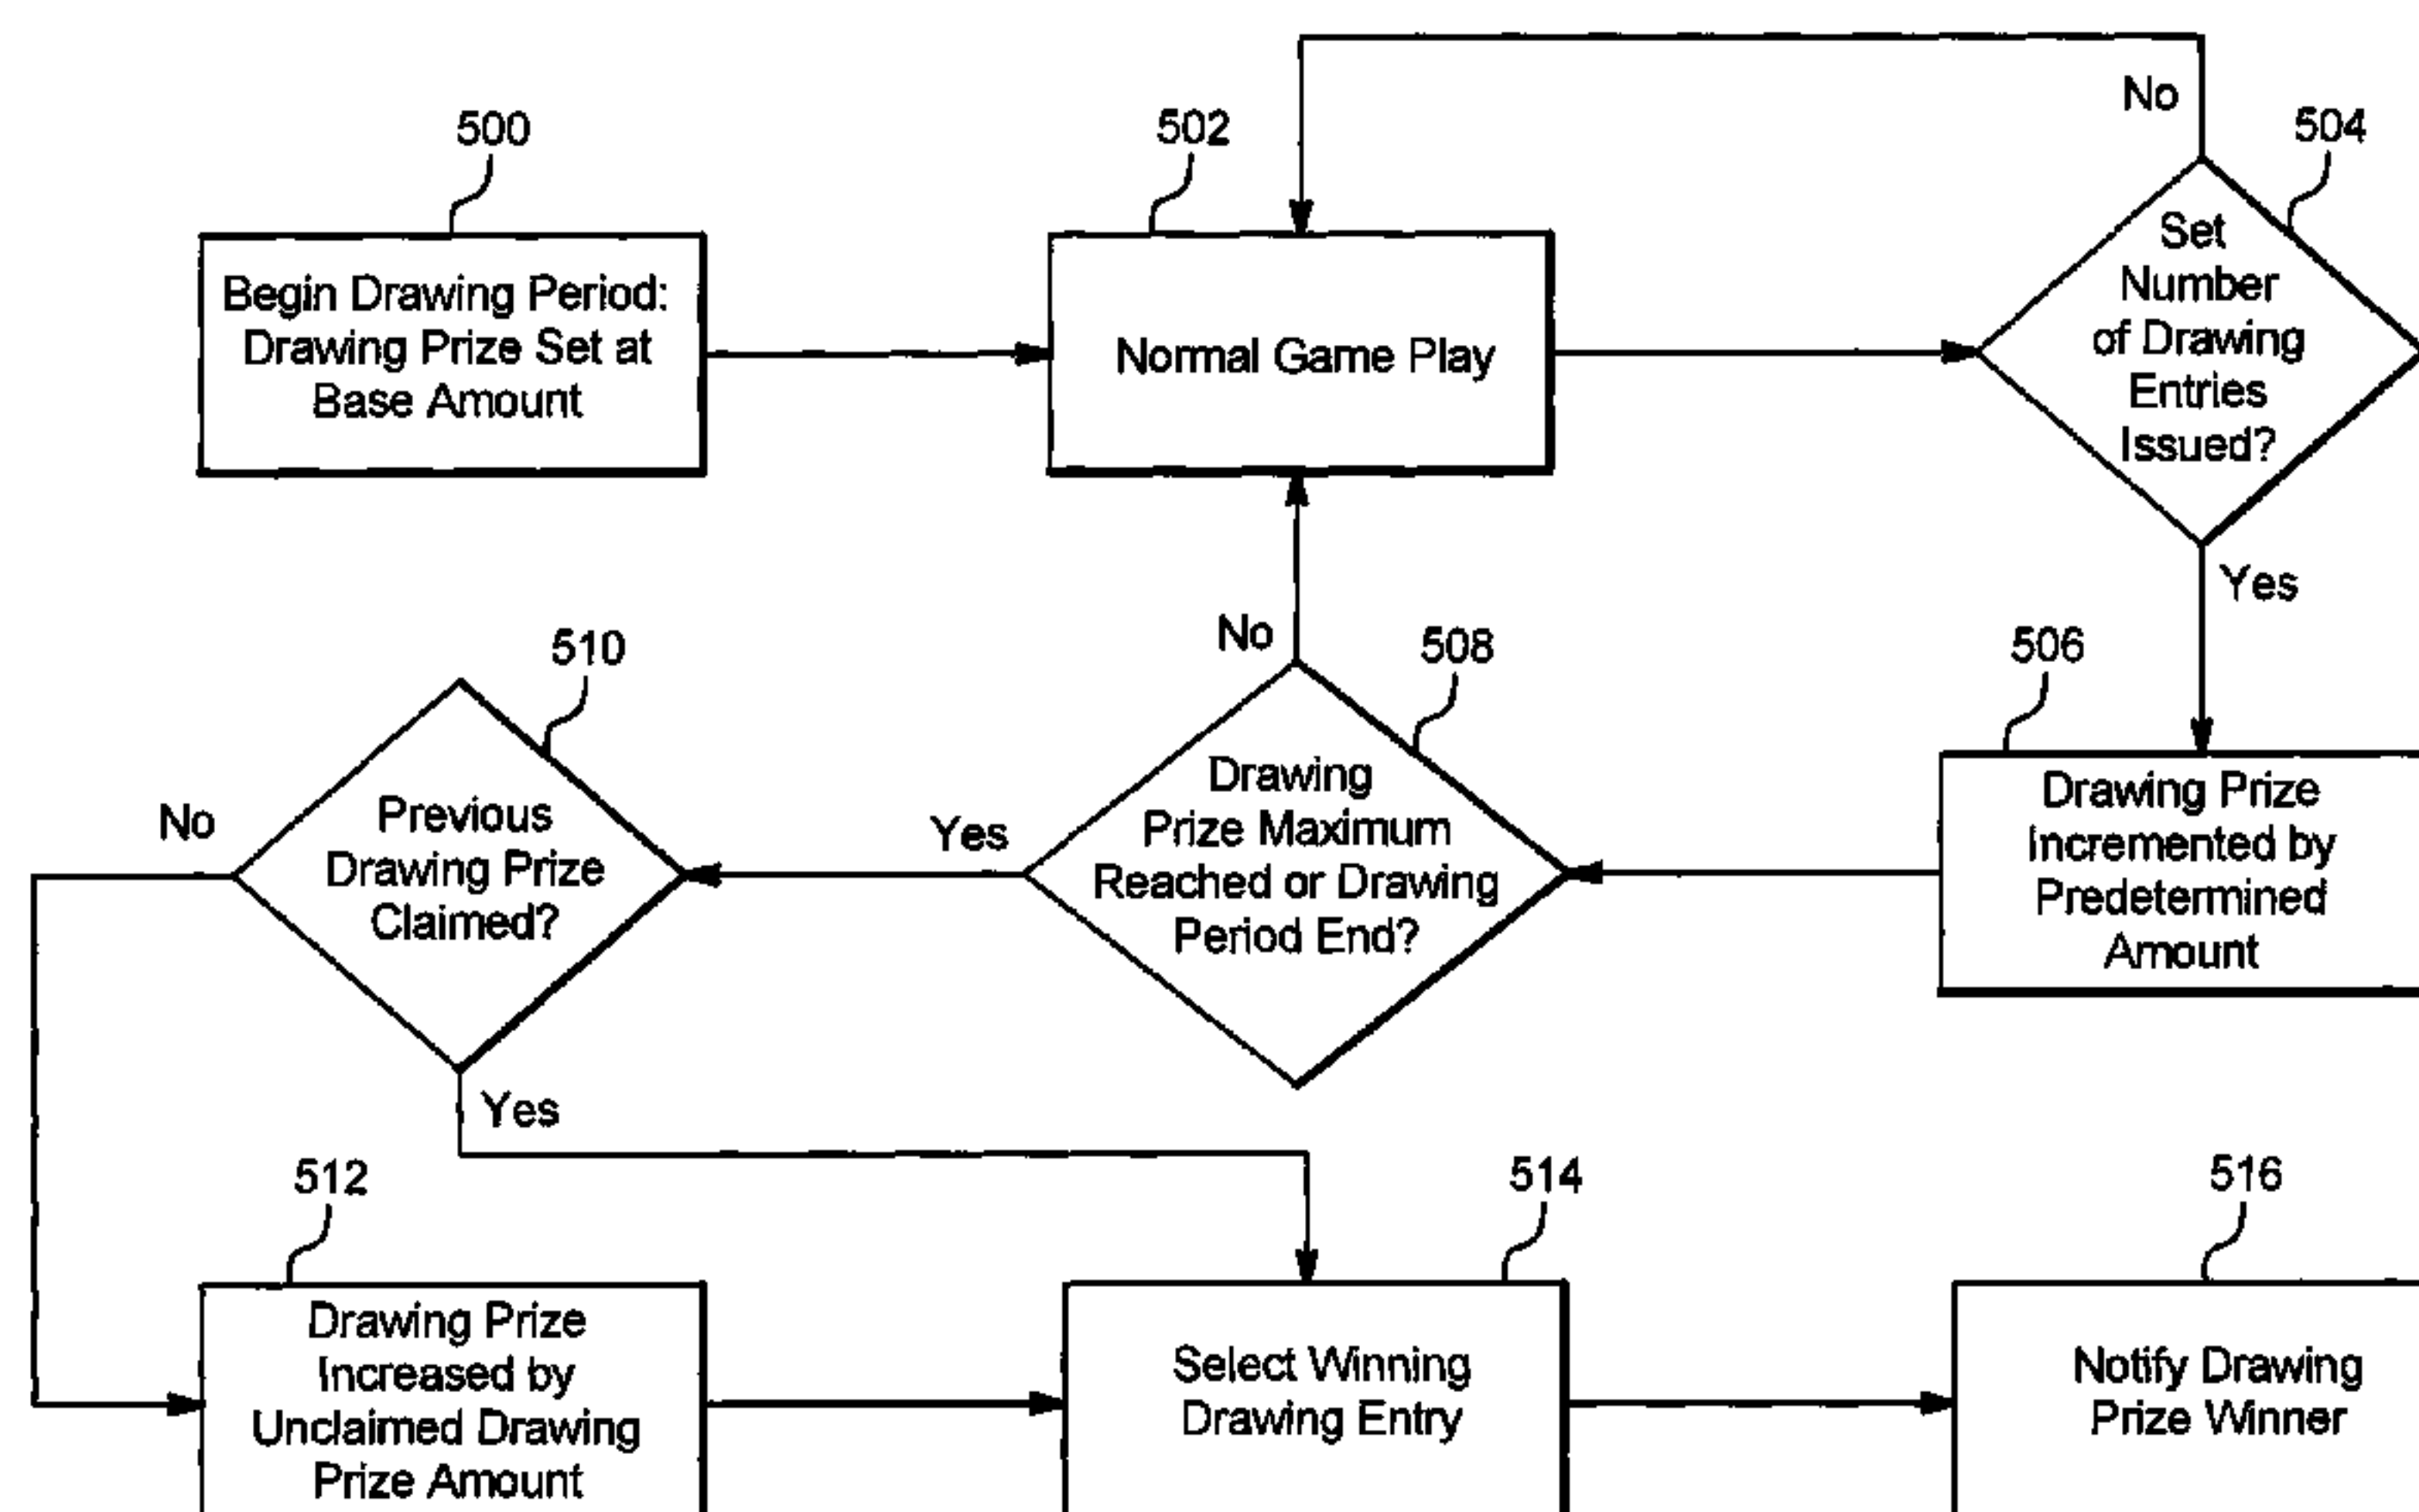 500
Begin Drawing Period:
Drawing Prize Set at
Base Amount
502
Normal Game Play
No
504
Set
Number
of Drawing
Entries
Issued?
Yes
506
Drawing Prize
Incremented by
Predetermined
Amount
No
508
Drawing
Prize Maximum
Reached or Drawing
Period End?
Yes
510
Previous
Drawing Prize
Claimed?
No
Yes
512
Drawing Prize
Increased by
Unclaimed Drawing
Prize Amount
514
Select Winning
Drawing Entry
516
Notify Drawing
Prize Winner